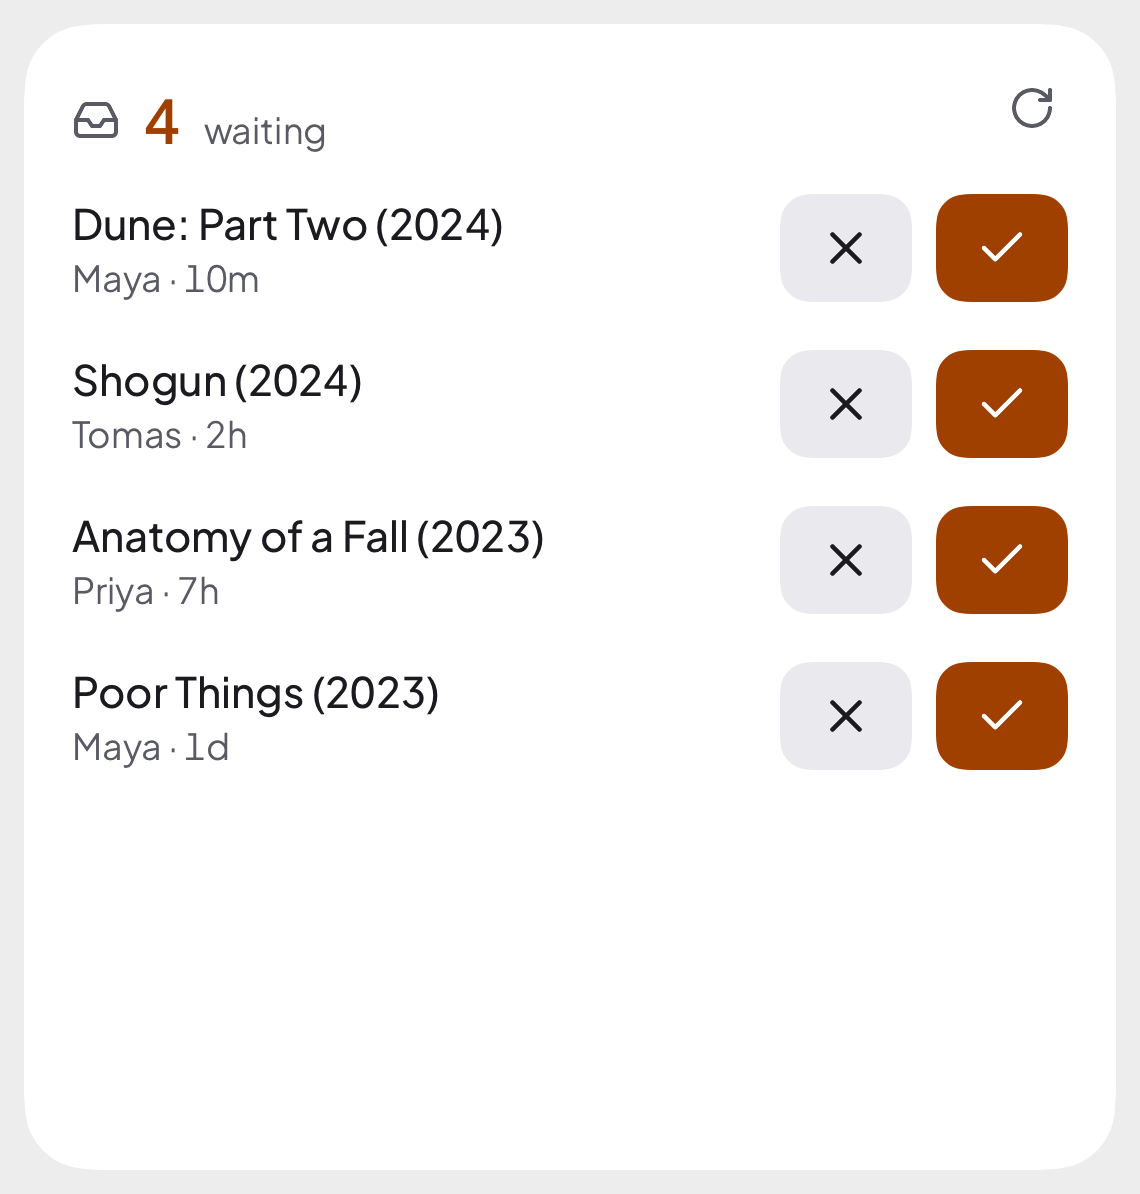 4 waiting
Dune: Part Two (2024)
Maya · 10m
Shogun (2024)
Tomas · 2h
Anatomy of a Fall (2023)
Priya · 7h
Poor Things (2023)
Maya · 1d